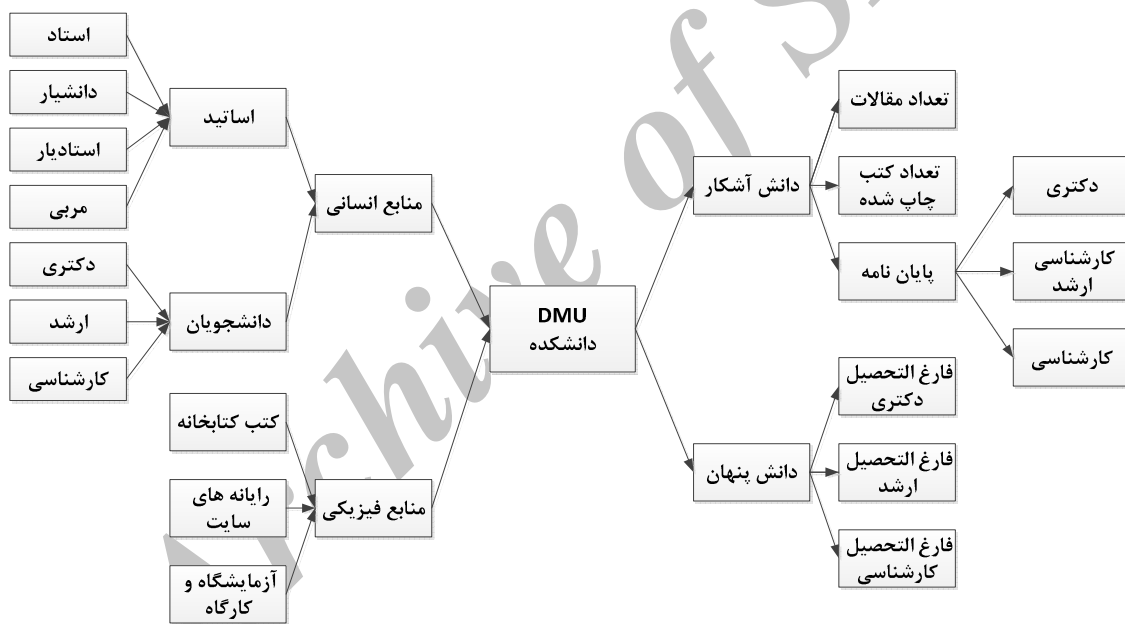 استاد
دانشیار
استادیار
مربی
دکتری
ارشد
کارشناسی
اساتید
دانشجویان
کتب کتابخانه
رایانه های
سایت
آزمایشگاه و
کارگاه
منابع انسانی
منابع فیزیکی
DMU
دانشکده
دانش آشکار
دانش پنهان
تعداد مقالات
تعداد کتب
چاپ شده
پایان نامه
فارغ التحصیل
دکتری
فارغ التحصیل
ارشد
فارغ التحصیل
کارشناسی
دکتری
کارشناسی
ارشد
کارشناسی
Archive of S